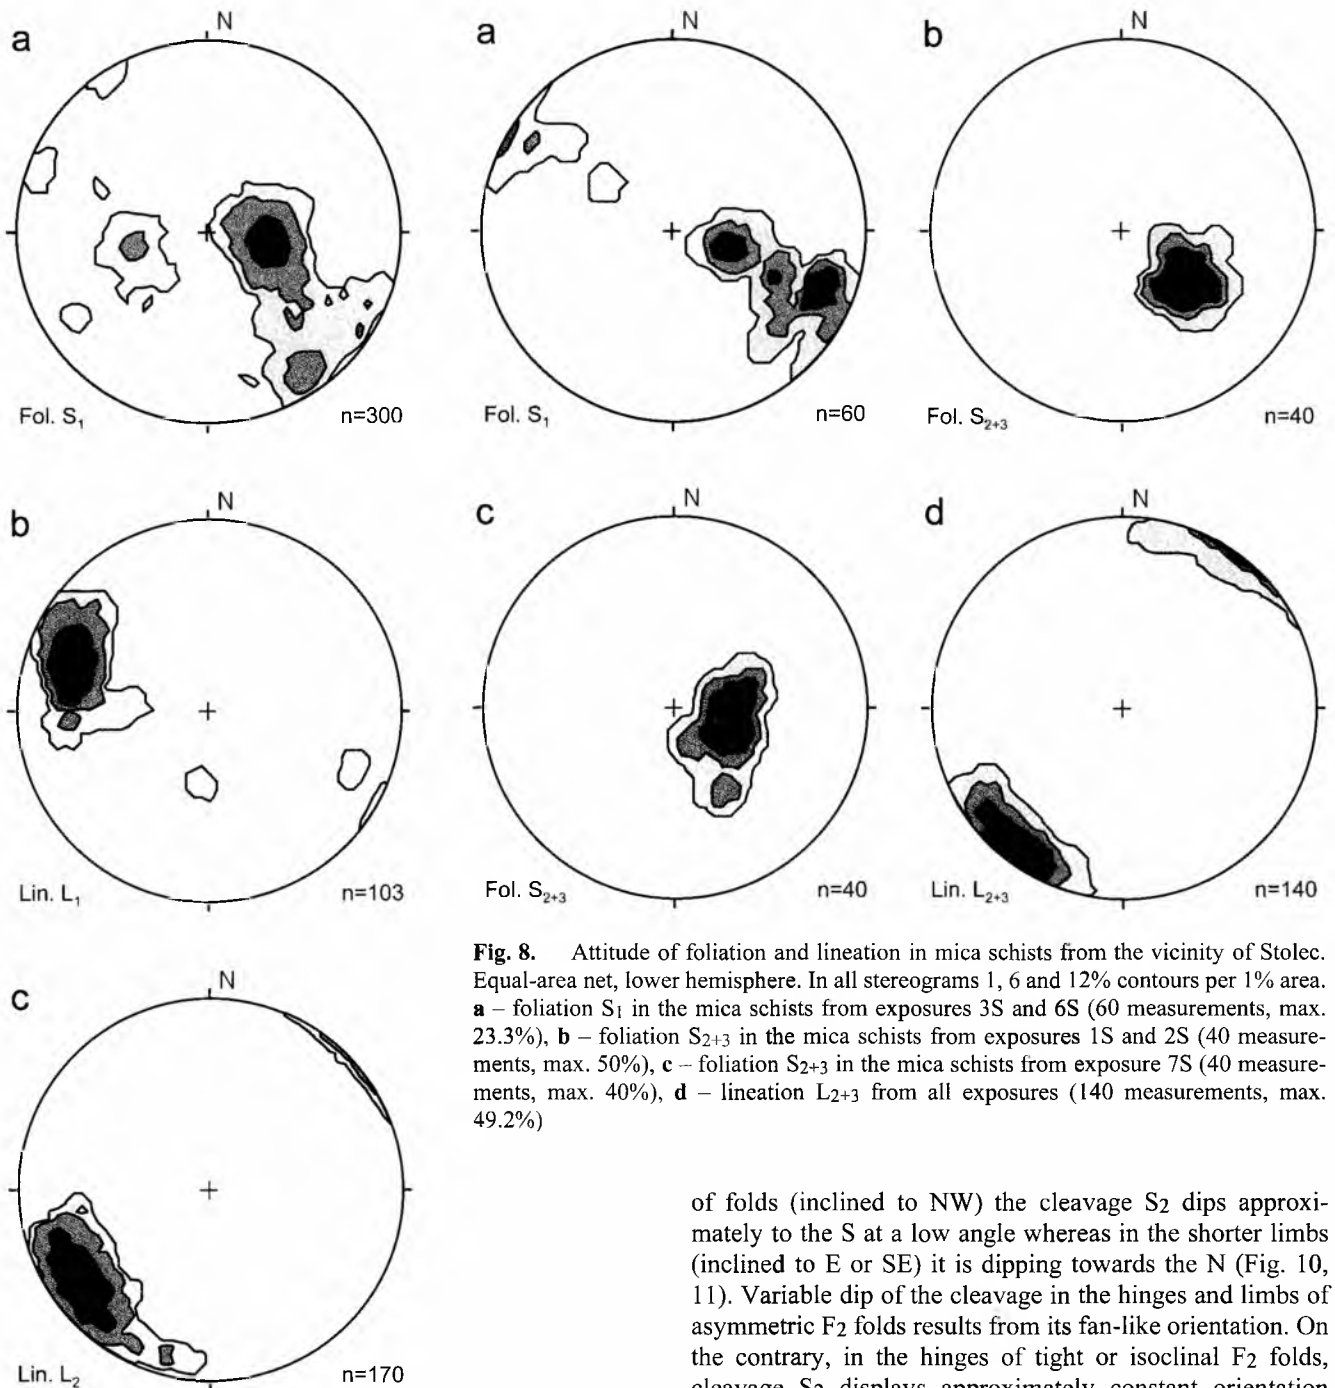 a
N
Fol. S₁
n=300
b
N
Lin. L₁
n=103
c
N
Lin. L₂
n=170
a
N
Fol. S₁
n=60
b
N
Fol. S₂₊₃
n=40
c
N
Fol. S₂₊₃
n=40
d
N
Lin. L₂₊₃
n=140
Fig. 8. Attitude of foliation and lineation in mica schists from the vicinity of Stolec.
Equal-area net, lower hemisphere. In all stereograms 1, 6 and 12% contours per 1% area.
a – foliation S1 in the mica schists from exposures 3S and 6S (60 measurements, max.
23.3%), b – foliation S2+3 in the mica schists from exposures 1S and 2S (40 measure-
ments, max. 50%), c – foliation S2+3 in the mica schists from exposure 7S (40 measure-
ments, max. 40%), d – lineation L2+3 from all exposures (140 measurements, max.
49.2%)
of folds (inclined to NW) the cleavage S2 dips approxi-
mately to the S at a low angle whereas in the shorter limbs
(inclined to E or SE) it is dipping towards the N (Fig. 10,
11). Variable dip of the cleavage in the hinges and limbs of
asymmetric F2 folds results from its fan-like orientation. On
the contrary, in the hinges of tight or isoclinal F2 folds,
cleavage S2 displays approximately constant orientation